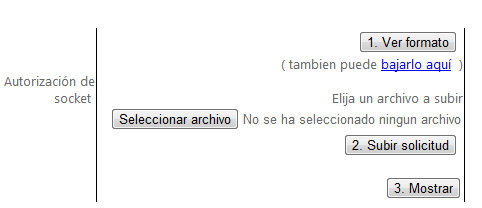 1. Ver formato
( tambien puede bajarlo aquí )
Autorización de
socket
Elija un archivo a subir
Seleccionar archivo No se ha seleccionado ningun archivo
2. Subir solicitud
3. Mostrar